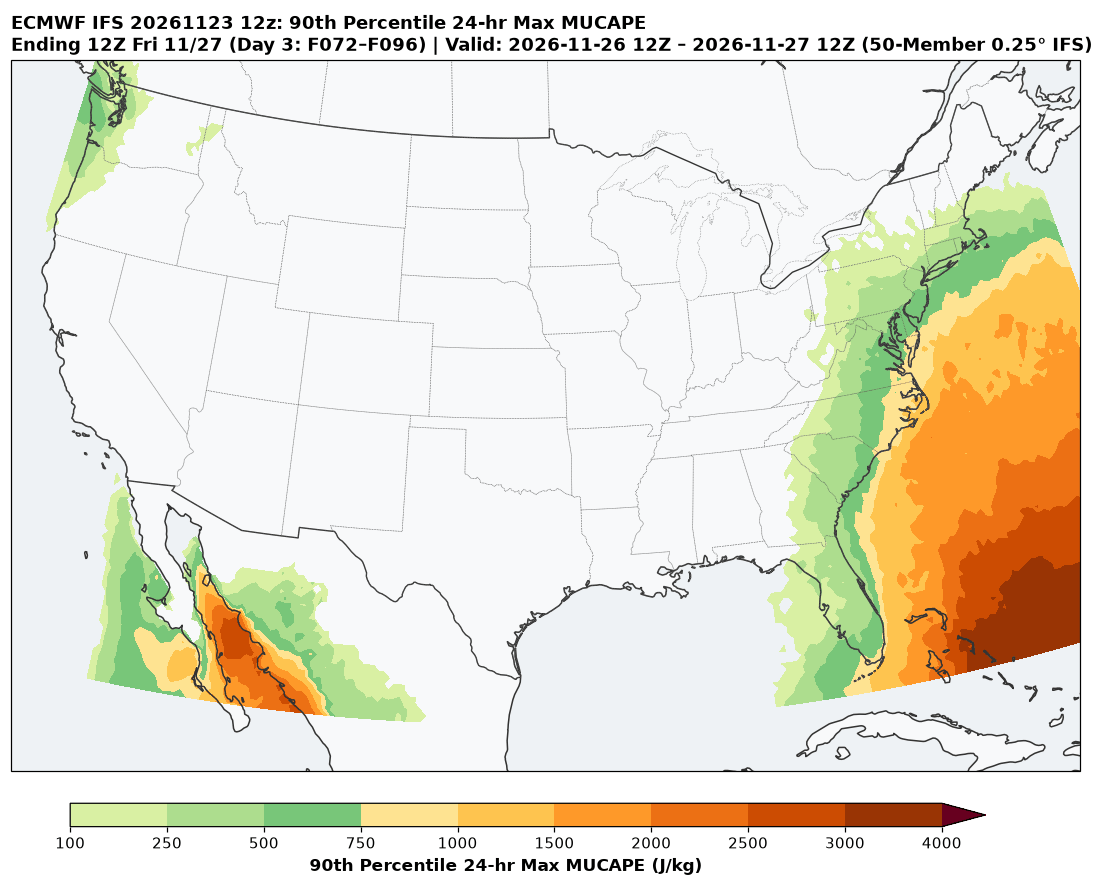 ECMWF IFS 20261123 12z: 90th Percentile 24-hr Max MUCAPE
Ending 12Z Fri 11/27 (Day 3: F072–F096) | Valid: 2026-11-26 12Z – 2026-11-27 12Z (50-Member 0.25° IFS)
100 250 500 750 1000 1500 2000 2500 3000 4000
90th Percentile 24-hr Max MUCAPE (J/kg)